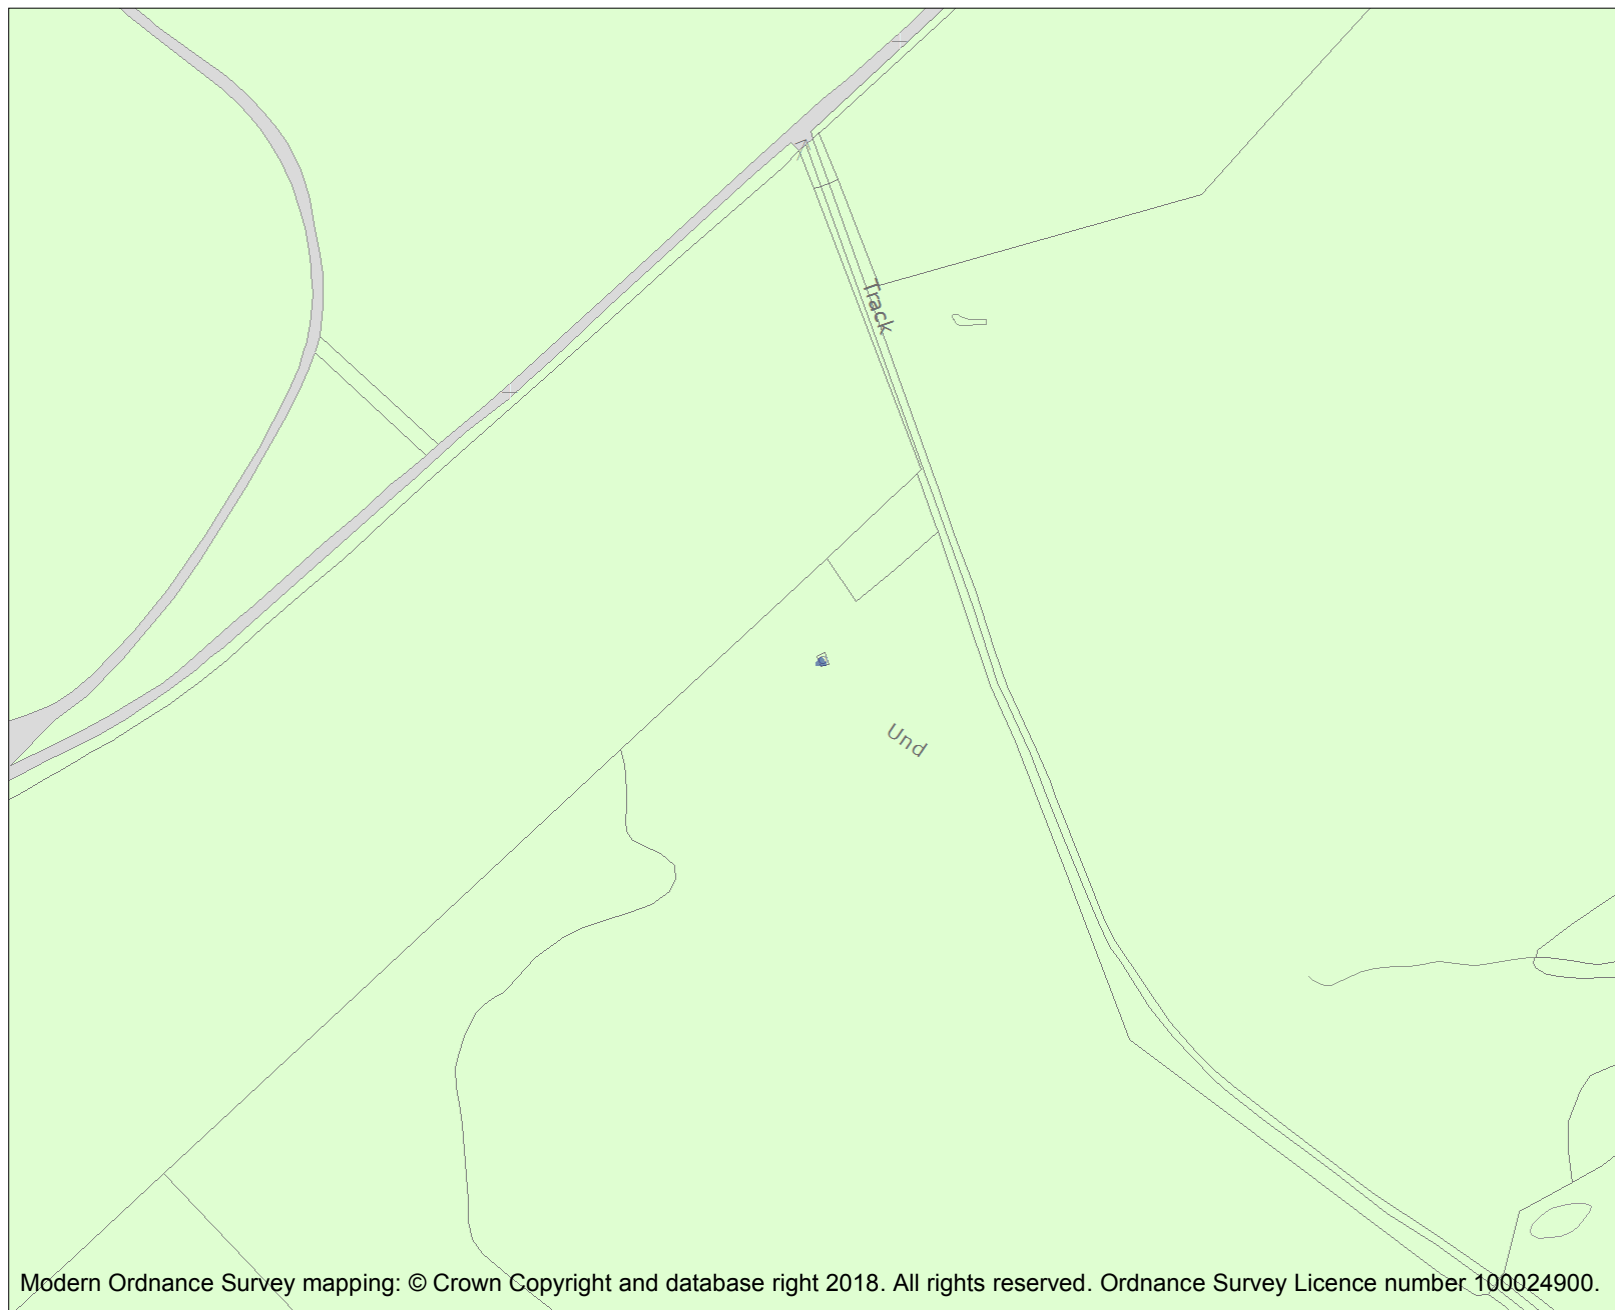 Track
Und
Modern Ordnance Survey mapping: © Crown Copyright and database right 2018. All rights reserved. Ordnance Survey Licence number 100024900.